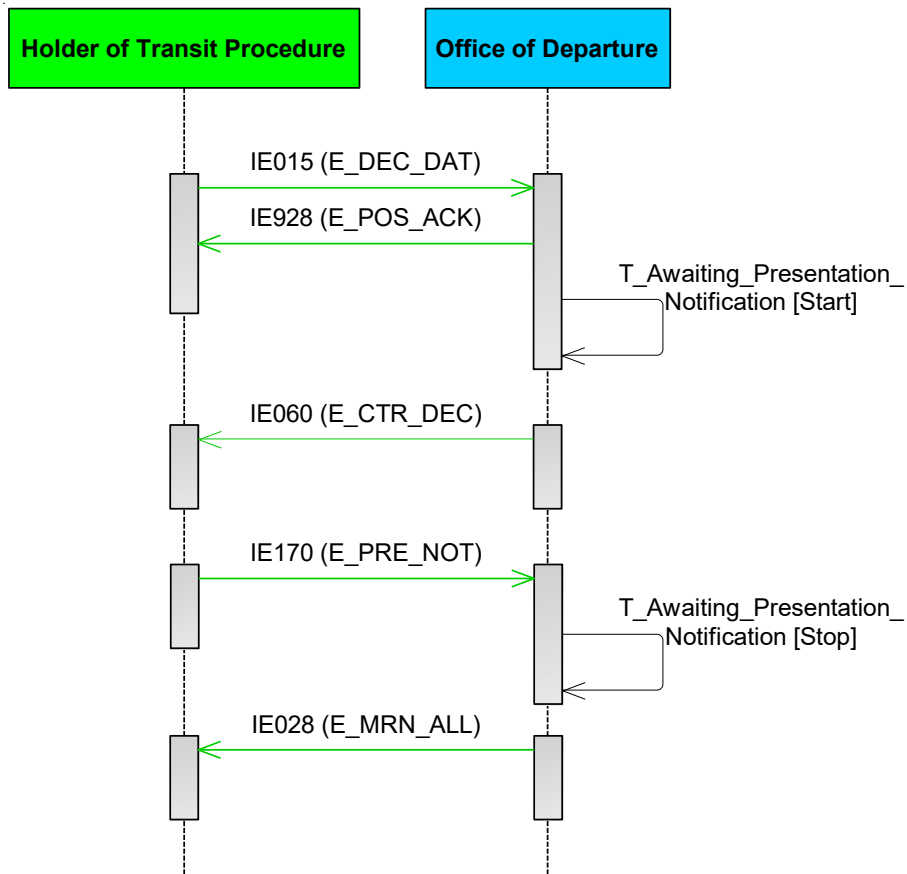 Holder of Transit Procedure
Office of Departure
IE015 (E_DEC_DAT)
IE928 (E_POS_ACK)
T_Awaiting_Presentation_
Notification [Start]
IE060 (E_CTR_DEC)
IE170 (E_PRE_NOT)
T_Awaiting_Presentation_
Notification [Stop]
IE028 (E_MRN_ALL)